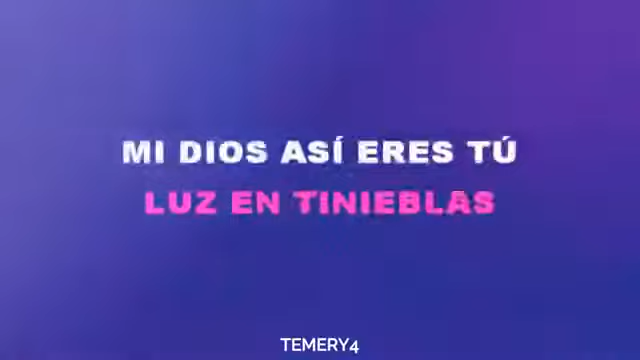 MI DIOS ASÍ ERES TÚ
LUZ EN TINIEBLAS
TEMERY4